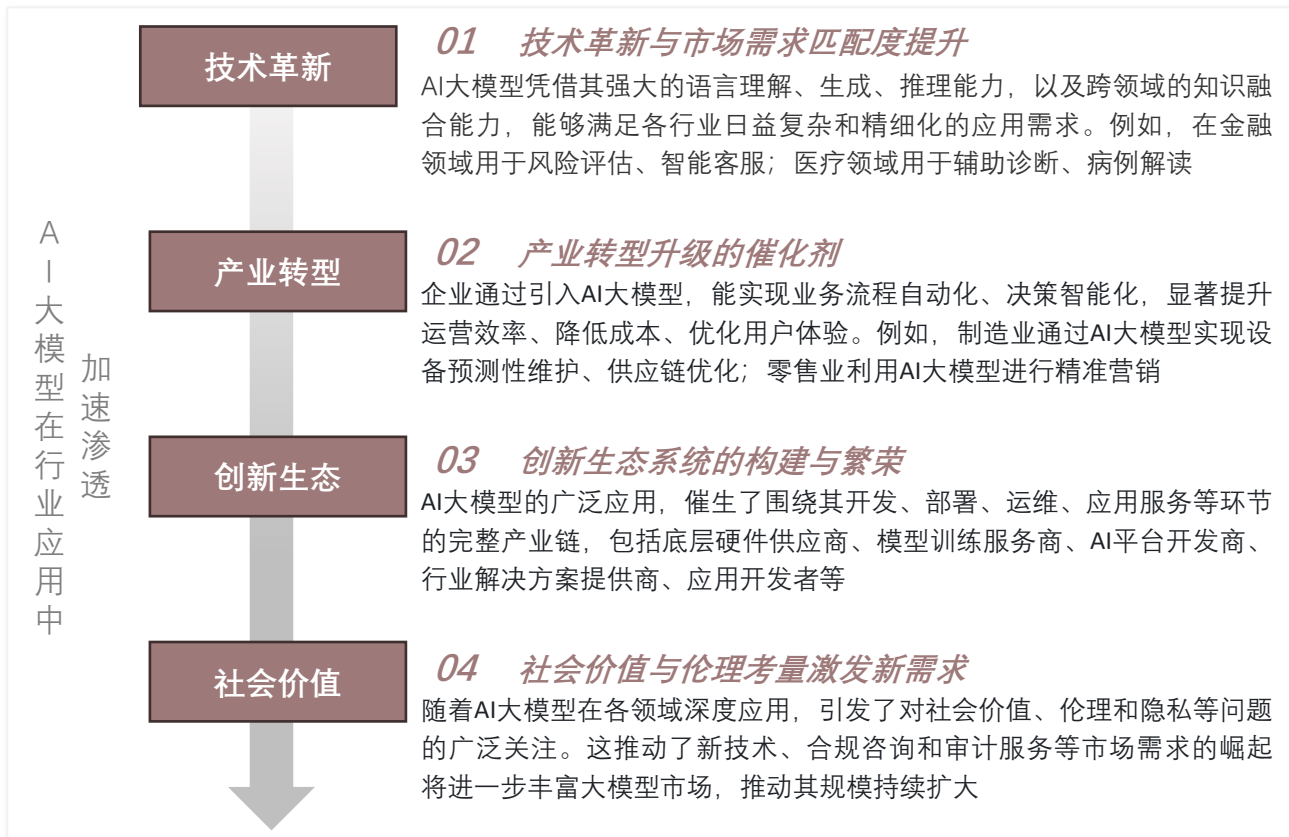 AI大模型在行业应用中
加速渗透
技术革新
01 技术革新与市场需求匹配度提升
AI大模型凭借其强大的语言理解、生成、推理能力，以及跨领域的知识融
合能力，能够满足各行业日益复杂和精细化的应用需求。例如，在金融
领域用于风险评估、智能客服；医疗领域用于辅助诊断、病例解读
产业转型
02 产业转型升级的催化剂
企业通过引入AI大模型，能实现业务流程自动化、决策智能化，显著提升
运营效率、降低成本、优化用户体验。例如，制造业通过AI大模型实现设
备预测性维护、供应链优化；零售业利用AI大模型进行精准营销
创新生态
03 创新生态系统的构建与繁荣
AI大模型的广泛应用，催生了围绕其开发、部署、运维、应用服务等环节
的完整产业链，包括底层硬件供应商、模型训练服务商、AI平台开发商、
行业解决方案提供商、应用开发者等
社会价值
04 社会价值与伦理考量激发新需求
随着AI大模型在各领域深度应用，引发了对社会价值、伦理和隐私等问题
的广泛关注。这推动了新技术、合规咨询和审计服务等市场需求的崛起
将进一步丰富大模型市场，推动其规模持续扩大